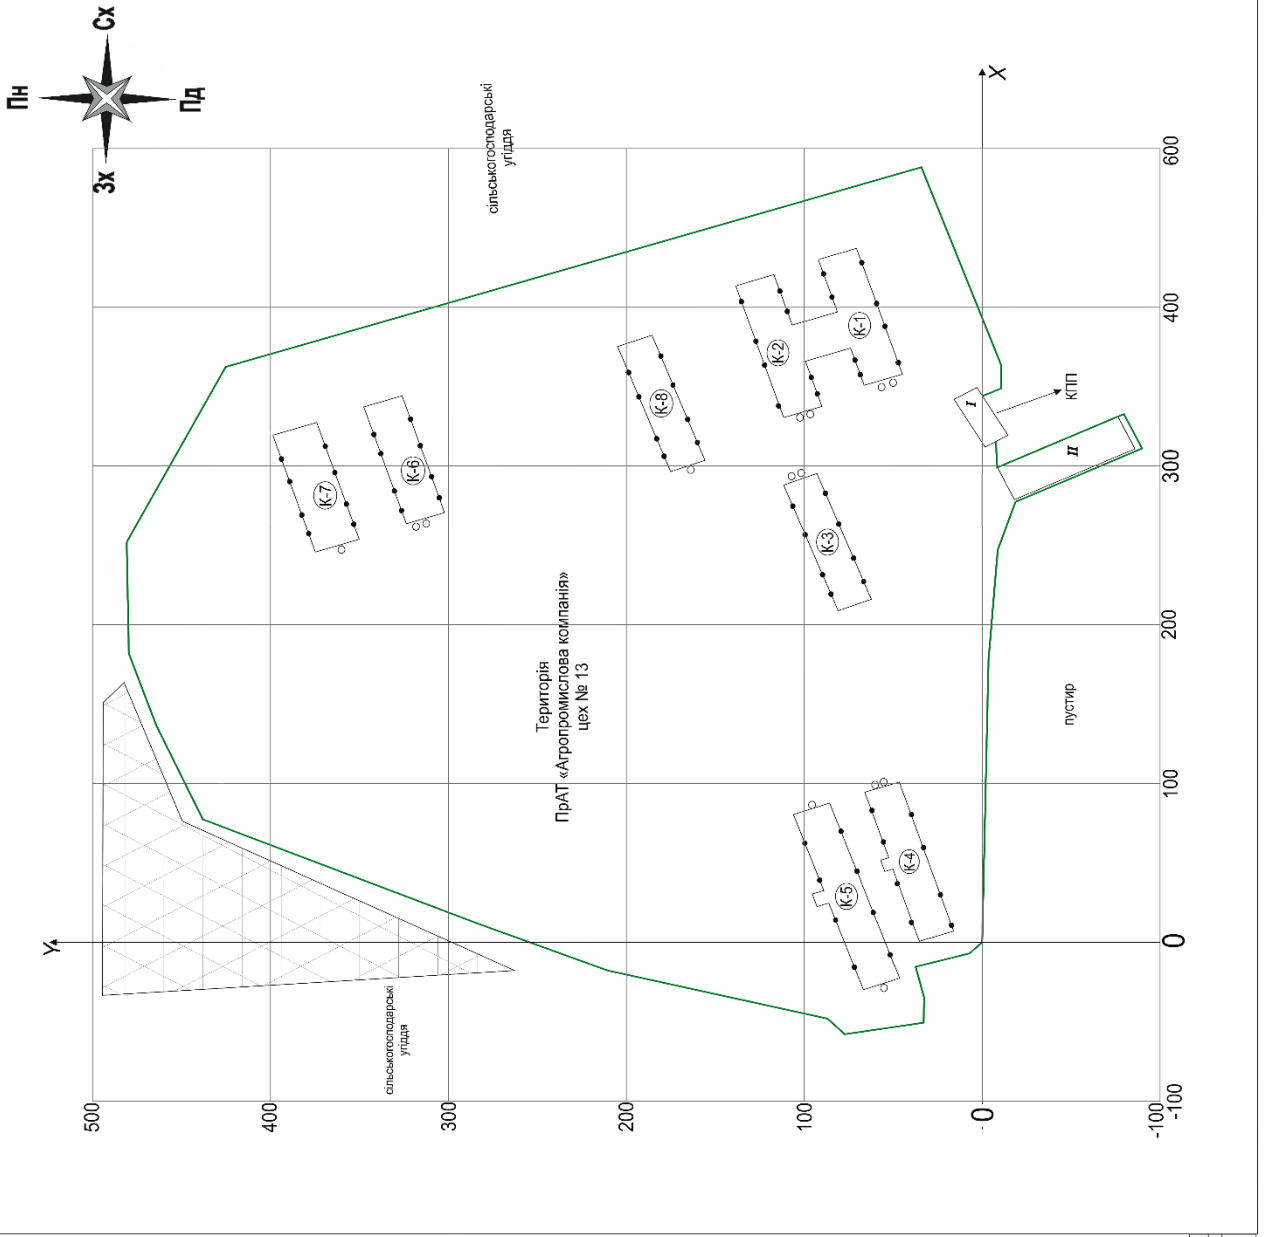 Пн
Сх
Пд
Зх
Y
X
500
400
300
200
100
0
-100
-100
0
100
200
300
400
600
сільськогосподарські
угіддя
сільськогосподарські
угіддя
Територія
ПрАТ «Агропромислова компанія»
цех № 13
К-7
К-6
К-8
К-2
К-1
К-3
К-5
К-4
I
II
КПП
пустир